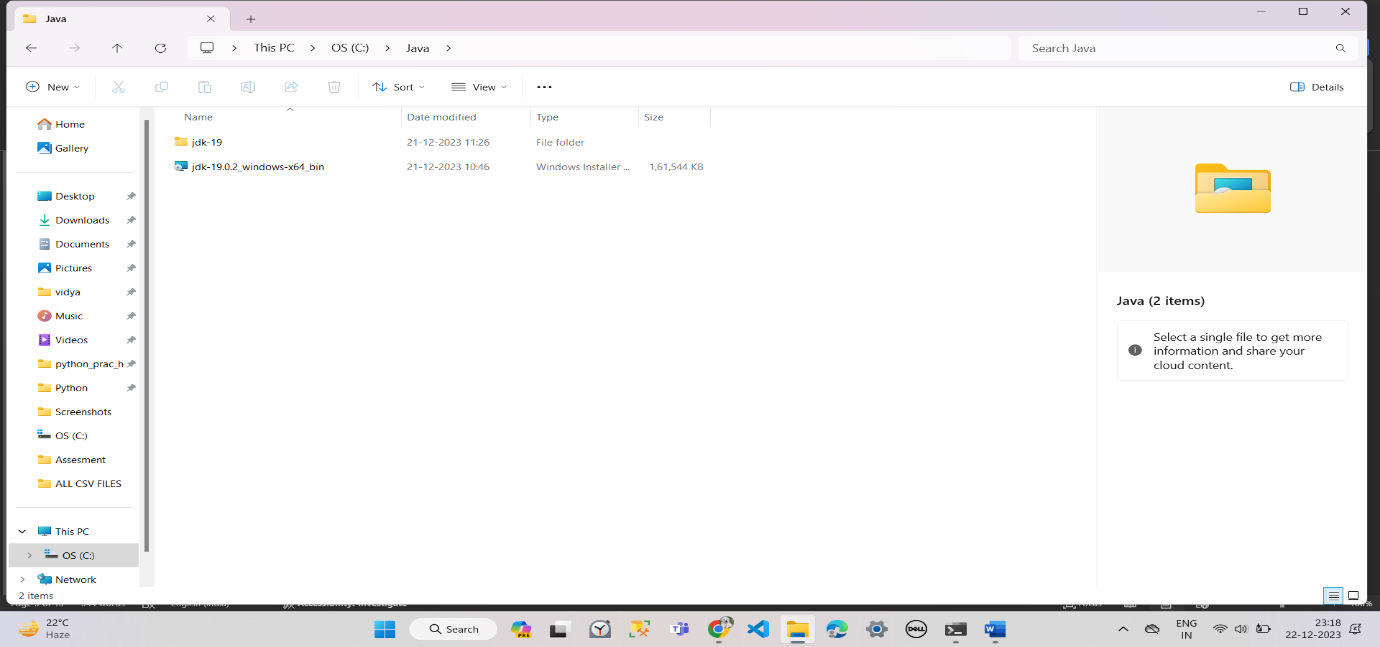 Java
This PC
OS (C:)
Java
Search Java
New
Sort
View
Details
Home
Gallery
Desktop
Downloads
Documents
Pictures
vidya
Music
Videos
python_prac_h
Python
Screenshots
OS (C:)
Assesment
ALL CSV FILES
This PC
OS (C:)
Network
2 items
Name Date modified Type Size
jdk-19 21-12-2023 11:26 File folder
jdk-19.0.2_windows-x64_bin 21-12-2023 10:46 Windows Installer ... 1,61,544 KB
Java (2 items)
Select a single file to get more
information and share your
cloud content.
22°C
Haze
Search
PRE
DELL
ENG
IN
23:18
22-12-2023